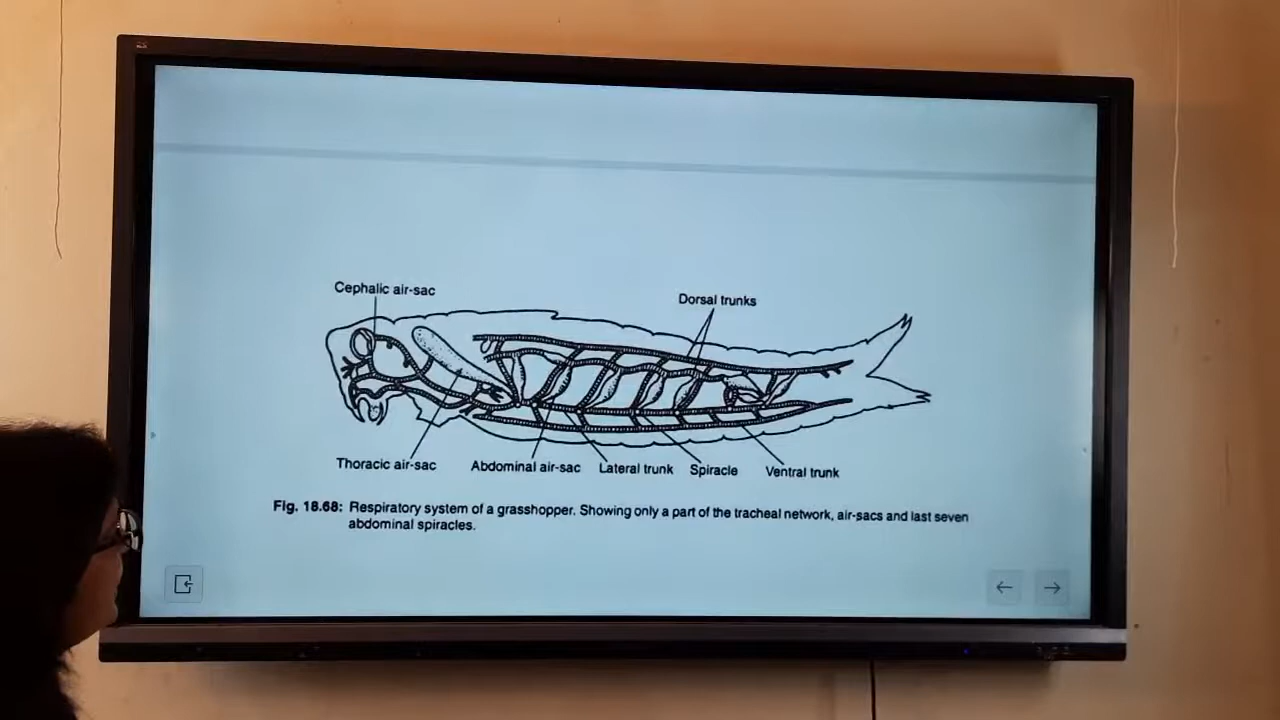 Cephalic air-sac
Dorsal trunks
Thoracic air-sac
Abdominal air-sac
Lateral trunk
Spiracle
Ventral trunk
Fig. 18.68: Respiratory system of a grasshopper. Showing only a part of the tracheal network, air-sacs and last seven
abdominal spiracles.